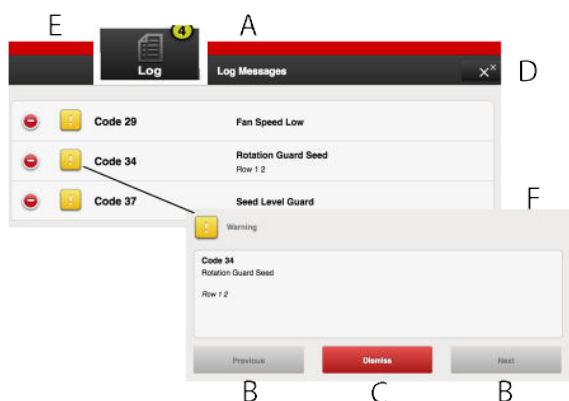 E
A
4
Log
Log Messages
D
Code 29
Fan Speed Low
Code 34
Rotation Guard Seed
Row 1 2
Code 37
Seed Level Guard
F
Warning
Code 34
Rotation Guard Seed
Row 1 2
Previous
Dismiss
Next
B
C
B